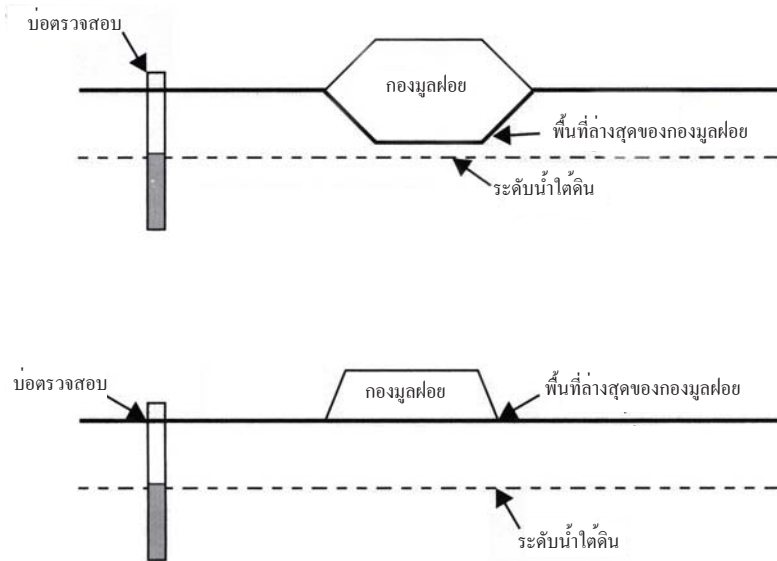 บ่อตรวจสอบ
กองมูลฝอย
พื้นที่ล่างสุดของกองมูลฝอย
ระดับน้ำใต้ดิน
บ่อตรวจสอบ
กองมูลฝอย
พื้นที่ล่างสุดของกองมูลฝอย
ระดับน้ำใต้ดิน